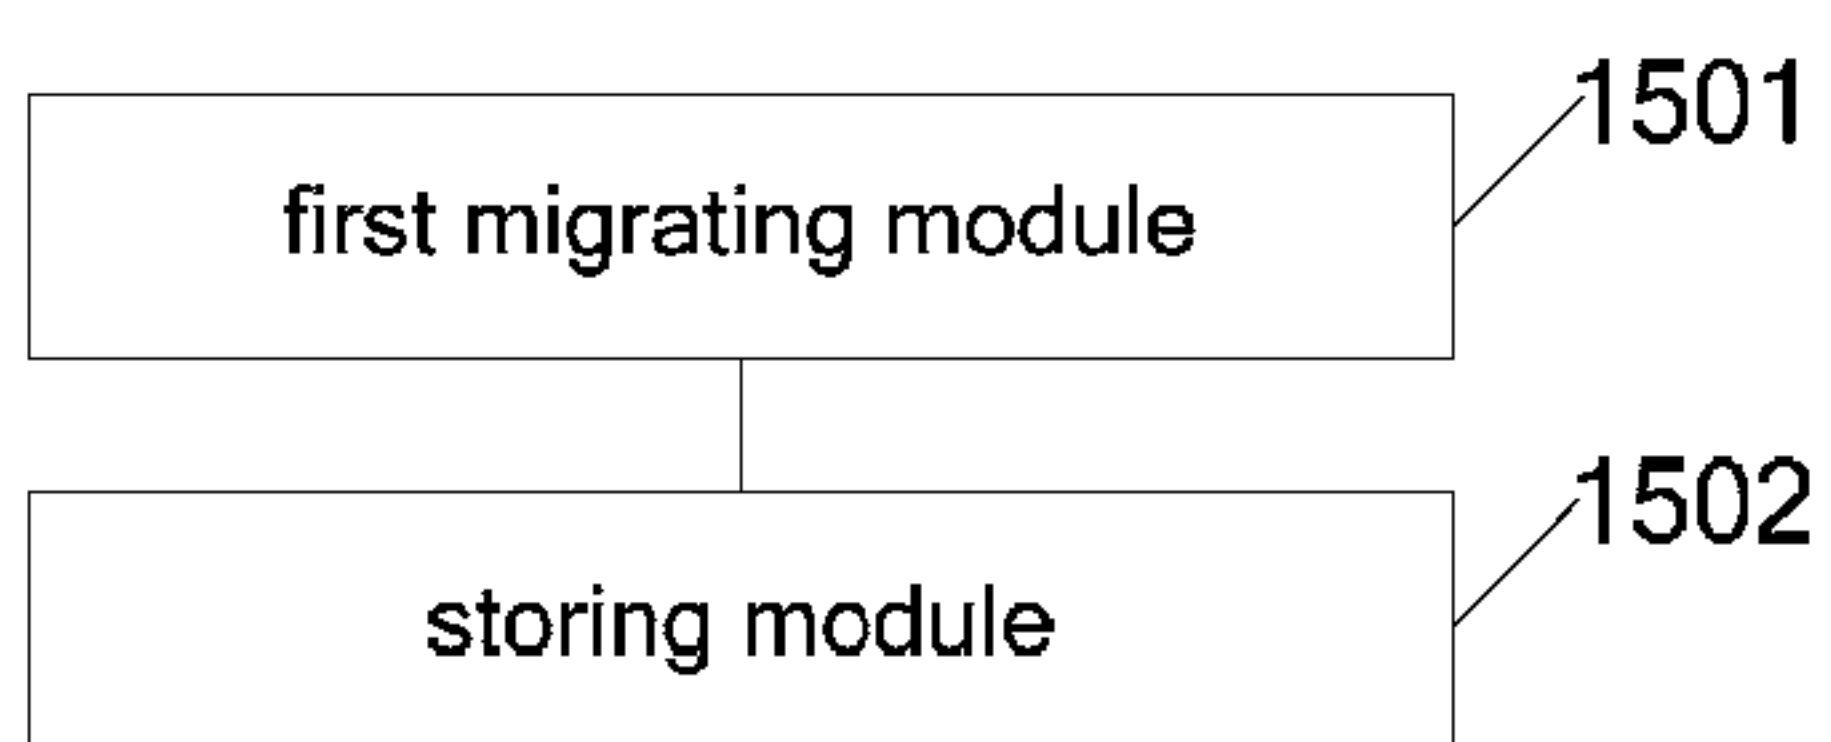 1501
first migrating module
1502
storing module